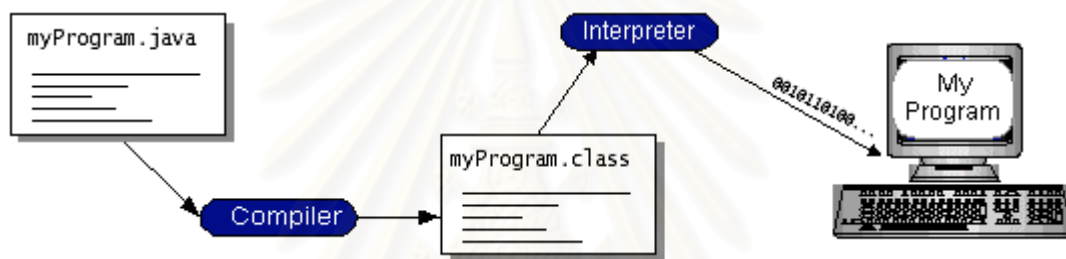 myProgram.java
Compiler
myProgram.class
Interpreter
0010110100...
My
Program